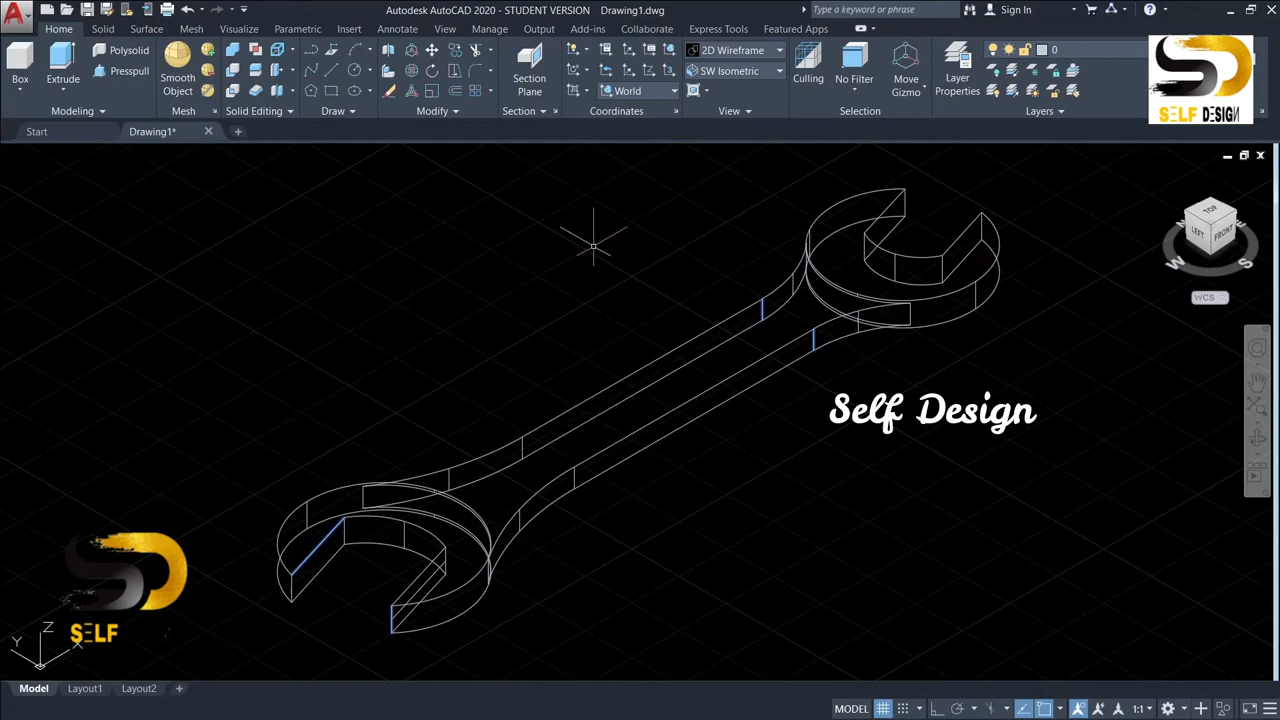 A
Autodesk AutoCAD 2020 - STUDENT VERSION Drawing1.dwg
Type a keyword or phrase
Sign In
Home Solid Surface Mesh Visualize Parametric Insert Annotate View Manage Output Add-ins Collaborate Express Tools Featured Apps
Box
Extrude
Polysolid
Presspull
Smooth
Object
Section
Plane
World
2D Wireframe
SW Isometric
Culling
No Filter
Move
Gizmo
Layer
Properties
0
Modeling
Mesh
Solid Editing
Draw
Modify
Coordinates
View
Selection
Layers
SELF DESIGN
Start
Drawing1*
TOP
LEFT
FRONT
N
E
W
S
WCS
Self Design
SELF
Y
Z
X
Model
Layout1
Layout2
MODEL
1:1